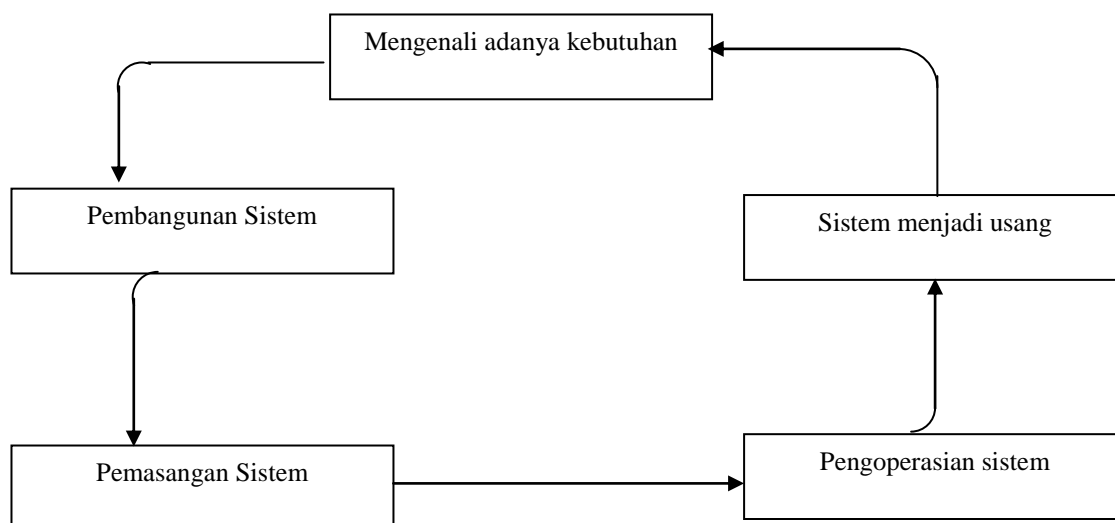 Mengenali adanya kebutuhan
Pembangunan Sistem
Sistem menjadi usang
Pemasangan Sistem
Pengoperasian sistem